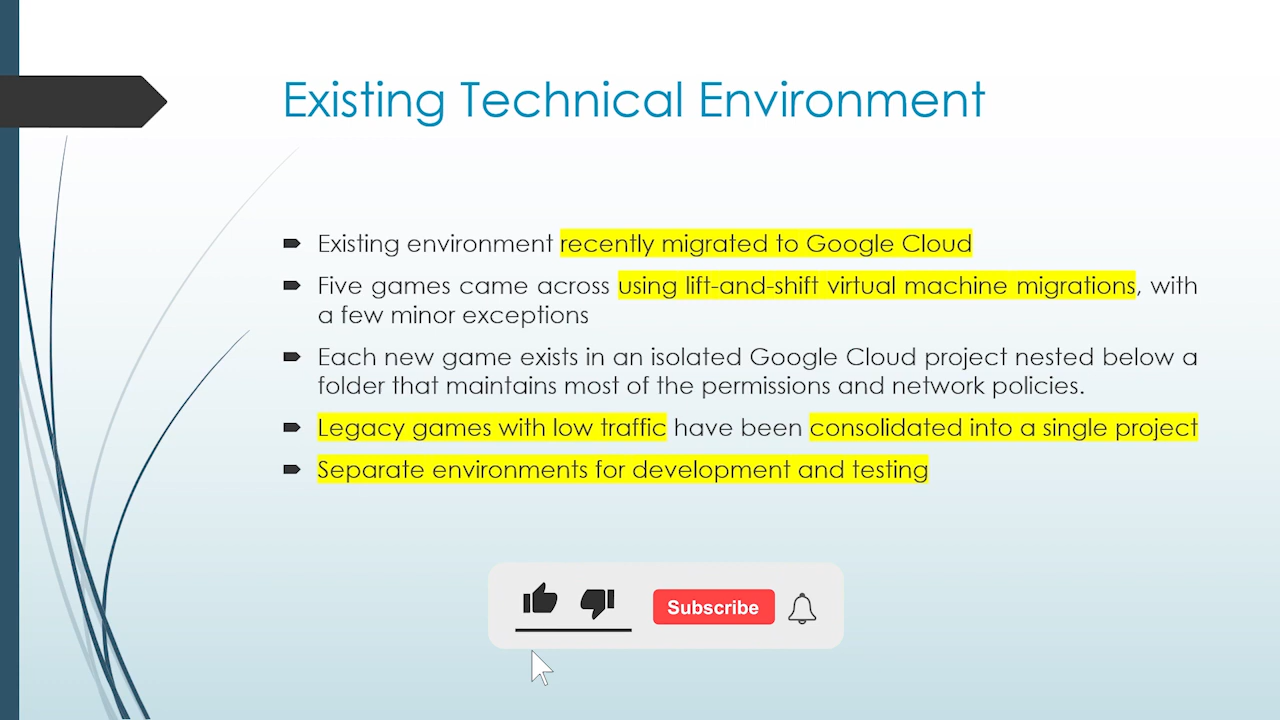 Existing Technical Environment
Existing environment recently migrated to Google Cloud
Five games came across using lift-and-shift virtual machine migrations, with
a few minor exceptions
Each new game exists in an isolated Google Cloud project nested below a
folder that maintains most of the permissions and network policies.
Legacy games with low traffic have been consolidated into a single project
Separate environments for development and testing
Subscribe